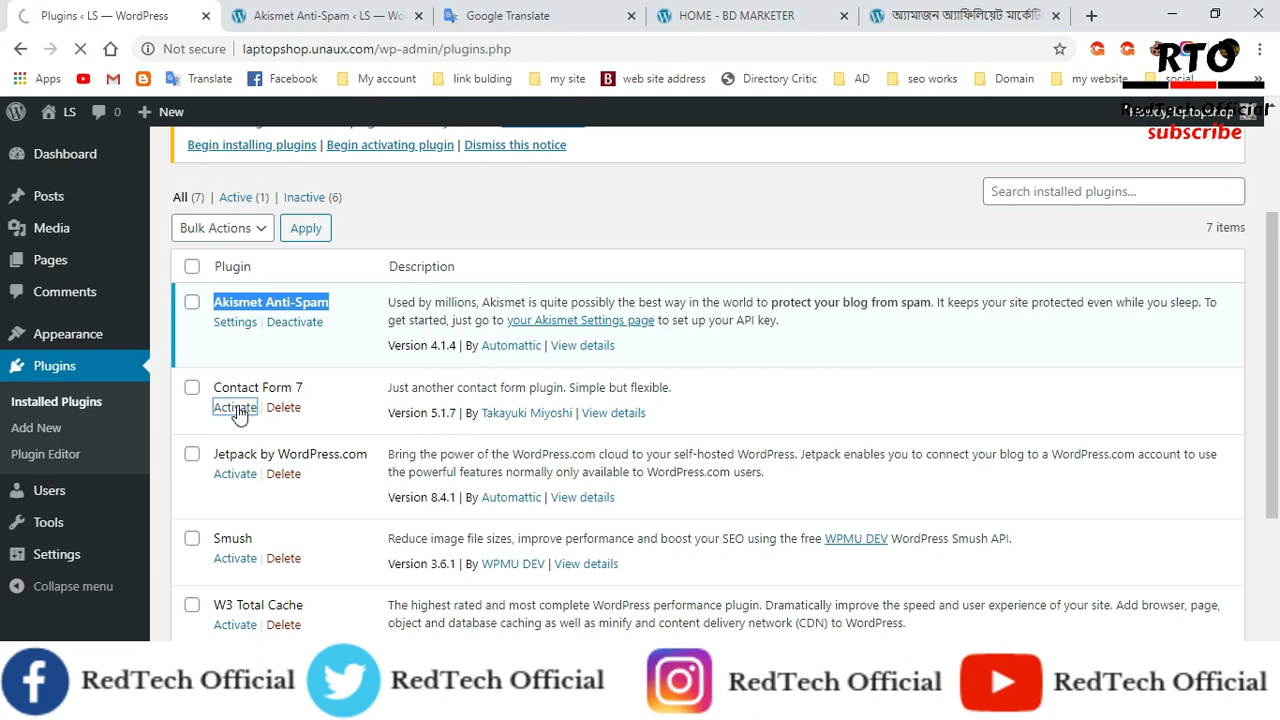 Plugins ‹ LS — WordPress
Akismet Anti-Spam ‹ LS — Wo
Google Translate
HOME - BD MARKETER
অ্যামাজন অ্যাফিলিয়েট মার্কেটি
Not secure
laptopshop.unaux.com/wp-admin/plugins.php
RTO
Apps
Translate
Facebook
My account
link bulding
my site
web site address
Directory Critic
AD
seo works
Domain
my website
social
RedTech Official
subscribe
LS
0
New
laptopshop
Begin installing plugins | Begin activating plugin | Dismiss this notice
All (7) | Active (1) | Inactive (6)
Search installed plugins...
Bulk Actions
Apply
7 items
Plugin
Description
Akismet Anti-Spam
Settings | Deactivate
Used by millions, Akismet is quite possibly the best way in the world to protect your blog from spam. It keeps your site protected even while you sleep. To
get started, just go to your Akismet Settings page to set up your API key.
Version 4.1.4 | By Automattic | View details
Contact Form 7
Activate | Delete
Just another contact form plugin. Simple but flexible.
Version 5.1.7 | By Takayuki Miyoshi | View details
Jetpack by WordPress.com
Activate | Delete
Bring the power of the WordPress.com cloud to your self-hosted WordPress. Jetpack enables you to connect your blog to a WordPress.com account to use
the powerful features normally only available to WordPress.com users.
Version 8.4.1 | By Automattic | View details
Smush
Activate | Delete
Reduce image file sizes, improve performance and boost your SEO using the free WPMU DEV WordPress Smush API.
Version 3.6.1 | By WPMU DEV | View details
W3 Total Cache
Activate | Delete
The highest rated and most complete WordPress performance plugin. Dramatically improve the speed and user experience of your site. Add browser, page,
object and database caching as well as minify and content delivery network (CDN) to WordPress.
Dashboard
Posts
Media
Pages
Comments
Appearance
Plugins
Installed Plugins
Add New
Plugin Editor
Users
Tools
Settings
Collapse menu
RedTech Official
RedTech Official
RedTech Official
RedTech Official